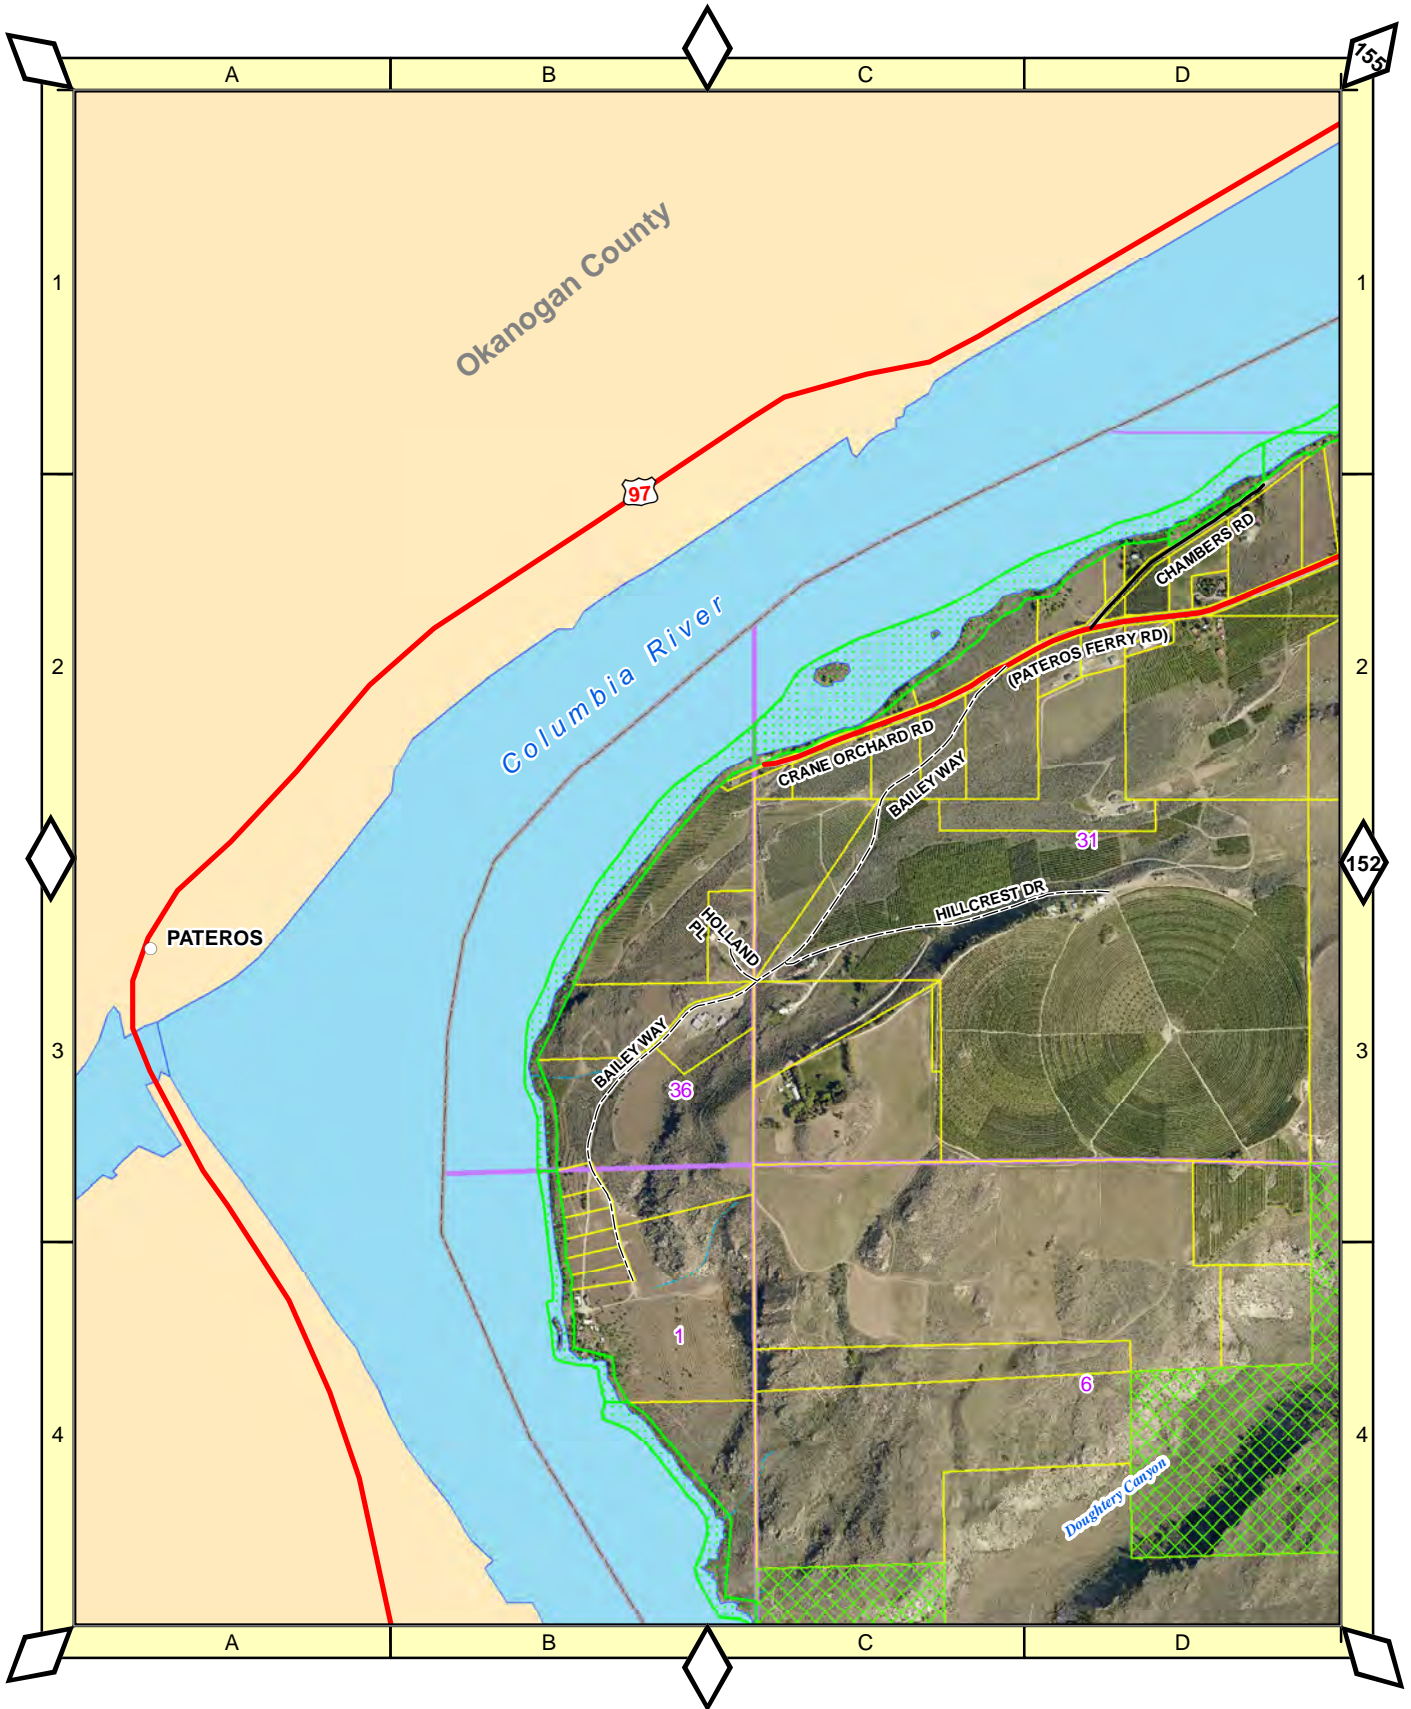 155
A
B
C
D
1
1
Okanogan County
97
CHAMBERS RD
Columbia River
2
2
(PATEROS FERRY RD)
CRANE ORCHARD RD
BAILEY WAY
31
152
HILLCREST DR
HOLLAND
PL
PATEROS
3
3
BAILEY WAY
36
1
6
4
4
Doughtery Canyon
A
B
C
D